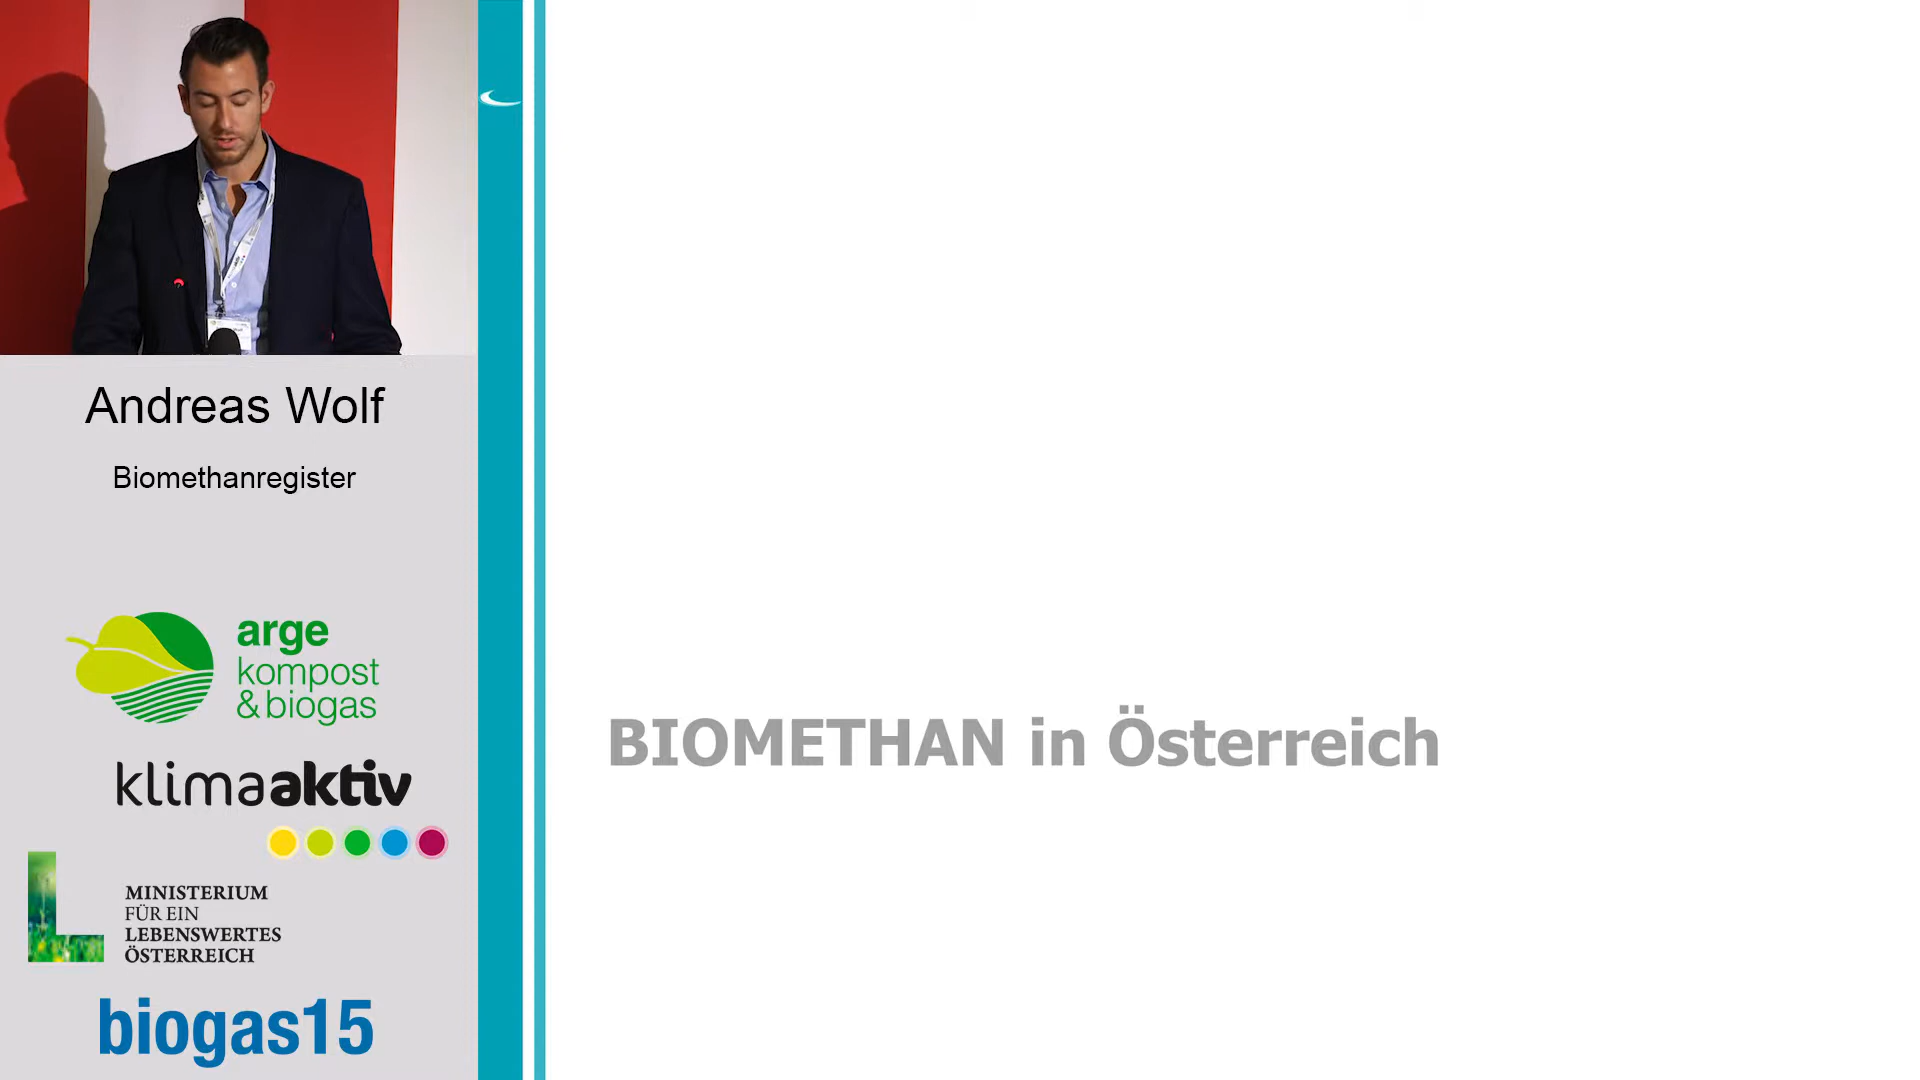 Andreas Wolf
Biomethanregister
arge
kompost
& biogas
klimaaktiv
MINISTERIUM
FÜR EIN
LEBENSWERTES
ÖSTERREICH
biogas15
BIOMETHAN in Österreich